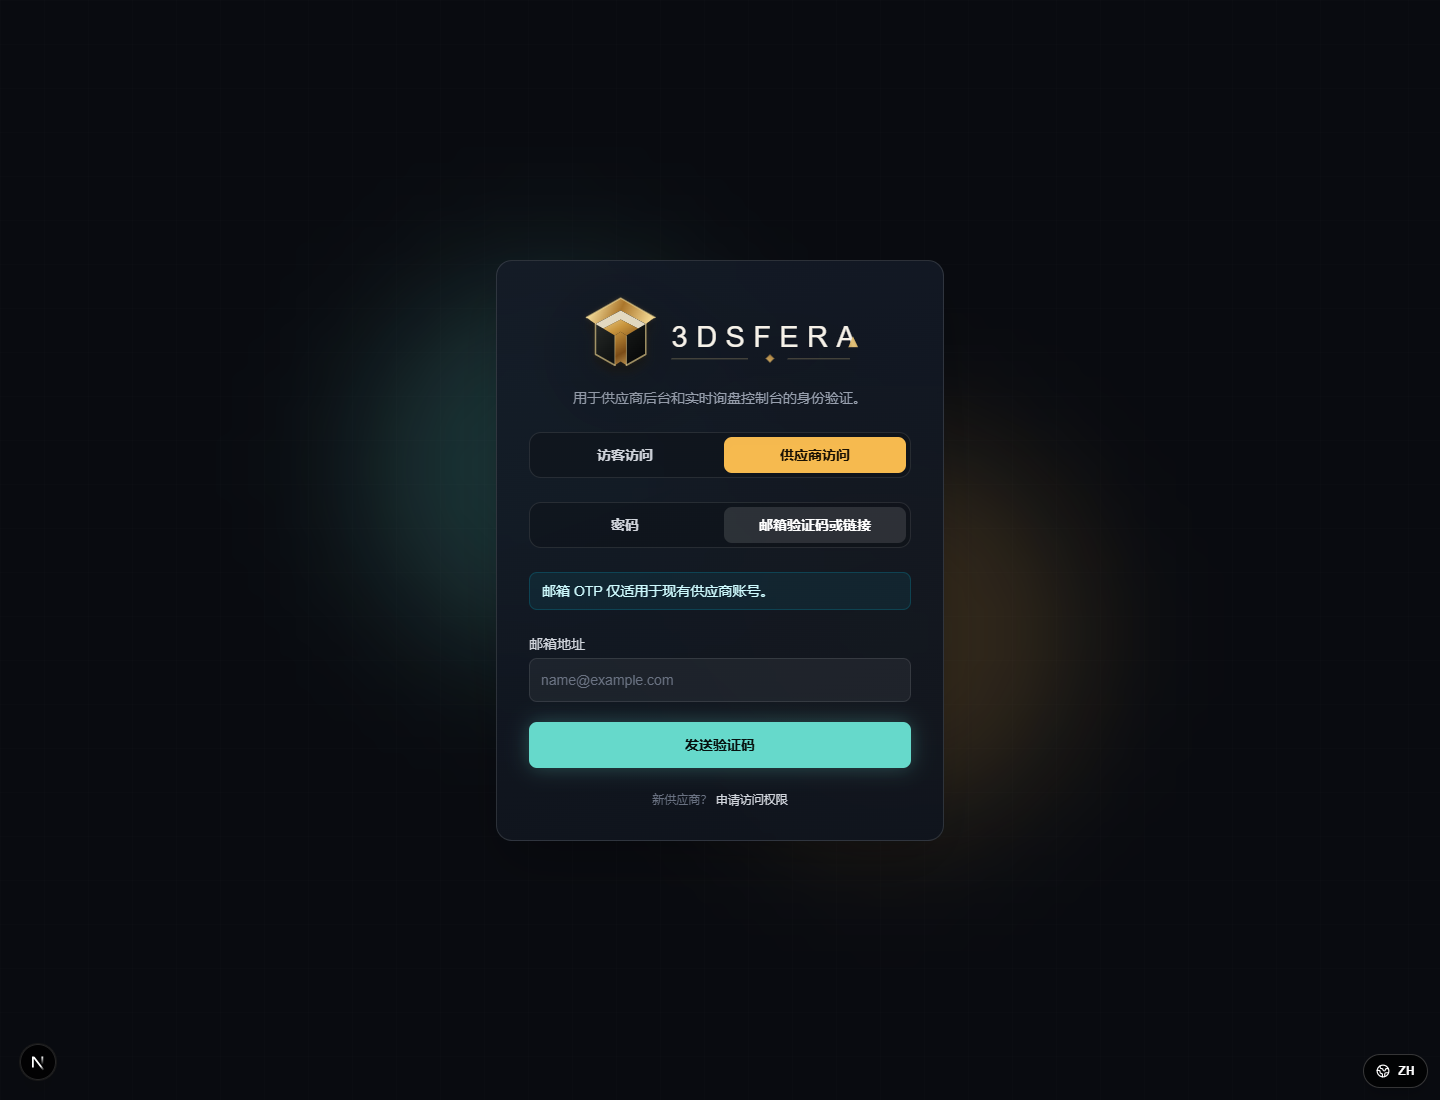 3DSFERA
用于供应商后台和实时询盘控制台的身份验证。
访客访问
供应商访问
密码
邮箱验证码或链接
邮箱 OTP 仅适用于现有供应商账号。
邮箱地址
name@example.com
发送验证码
新供应商? 申请访问权限
N
ZH